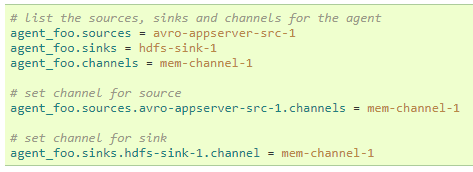 # list the sources, sinks and channels for the agent
agent_foo.sources = avro-appserver-src-1
agent_foo.sinks = hdfs-sink-1
agent_foo.channels = mem-channel-1
# set channel for source
agent_foo.sources.avro-appserver-src-1.channels = mem-channel-1
# set channel for sink
agent_foo.sinks.hdfs-sink-1.channel = mem-channel-1